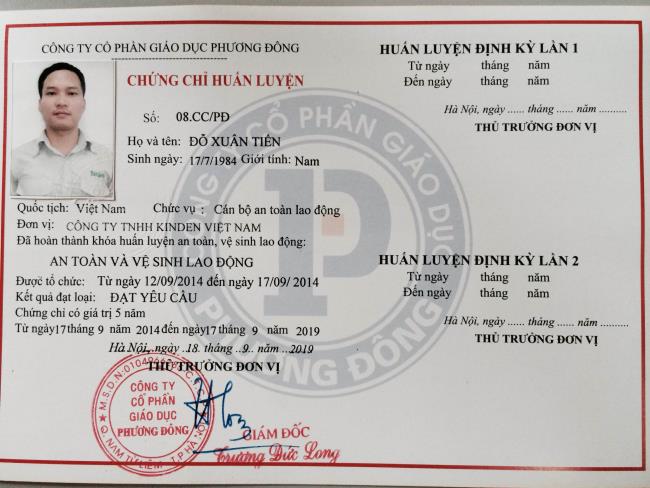 CÔNG TY CỔ PHẦN GIÁO DỤC PHƯƠNG ĐÔNG
CHỨNG CHỈ HUẤN LUYỆN
Số: 08.CC/PĐ
Họ và tên: ĐỖ XUÂN TIẾN
Sinh ngày: 17/7/1984 Giới tính: Nam
Quốc tịch: Việt Nam Chức vụ : Cán bộ an toàn lao động
Đơn vị: CÔNG TY TNHH KINDEN VIỆT NAM
Đã hoàn thành khóa huấn luyện an toàn, vệ sinh lao động:
AN TOÀN VÀ VỆ SINH LAO ĐỘNG
Được tổ chức: Từ ngày 12/09/2014 đến ngày 17/09/ 2014
Kết quả đạt loại: ĐẠT YÊU CẦU
Chứng chỉ có giá trị 5 năm
Từ ngày17tháng 9 năm 2014đến ngày17tháng 9 năm 2019
Hà Nội, ngày ..18. tháng ...9... năm ...2019
THỦ TRƯỞNG ĐƠN VỊ
CÔNG TY
CỔ PHẦN
GIÁO DỤC
PHƯƠNG ĐÔNG
GIÁM ĐỐC
Trương Đức Long
HUẤN LUYỆN ĐỊNH KỲ LẦN 1
Từ ngày tháng năm
Đến ngày tháng năm
Hà Nội, ngày ...... tháng ...... năm..........
THỦ TRƯỞNG ĐƠN VỊ
HUẤN LUYỆN ĐỊNH KỲ LẦN 2
Từ ngày tháng năm
Đến ngày tháng năm
Hà Nội, ngày ...... tháng ...... năm ..........
THỦ TRƯỞNG ĐƠN VỊ
CÔNG TY CỔ PHẦN GIÁO DỤC
PHƯƠNG ĐÔNG